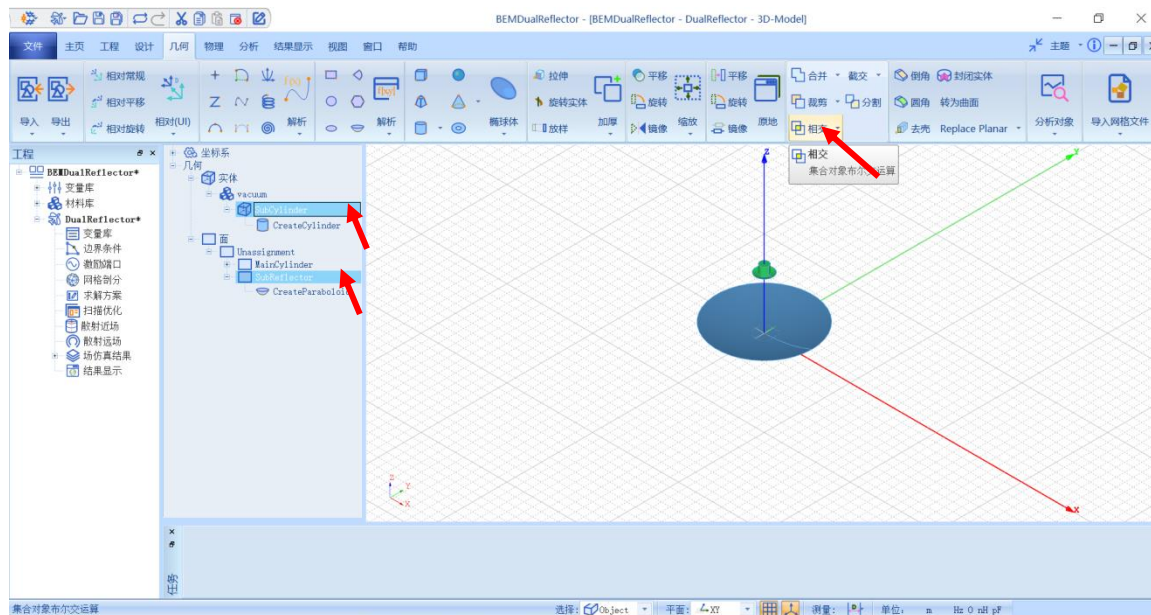 BEMDualReflector - [BEMDualReflector - DualReflector - 3D-Model]
文件 主页 工程 设计 几何 物理 分析 结果显示 视图 窗口 帮助 主题
相对常规 拉伸 平移 平移 合并 截交 倒角 封闭实体
相对平移 旋转实体 旋转 旋转 裁剪 分割 圆角 转为曲面
导入 导出 相对(UI) 解析 解析 椭球体 加厚 缩放 原地 分析对象 导入网格文件
相对旋转 放样 镜像 镜像 相交 去壳 Replace Planar
工程
BEMDualReflector*
变量库
材料库
DualReflector*
变量库
边界条件
激励端口
网格剖分
求解方案
扫描优化
散射近场
散射远场
场仿真结果
结果显示
坐标系
几何
实体
vacuum
SubCylinder
CreateCylinder
面
Unassignment
MainCylinder
SubReflector
CreateParaboloid
相交
集合对象布尔交运算
Z
Y
X
Z
Y
X
任务
集合对象布尔交运算 选择: Object 平面: XY 测量: 单位: m Hz O nH pF